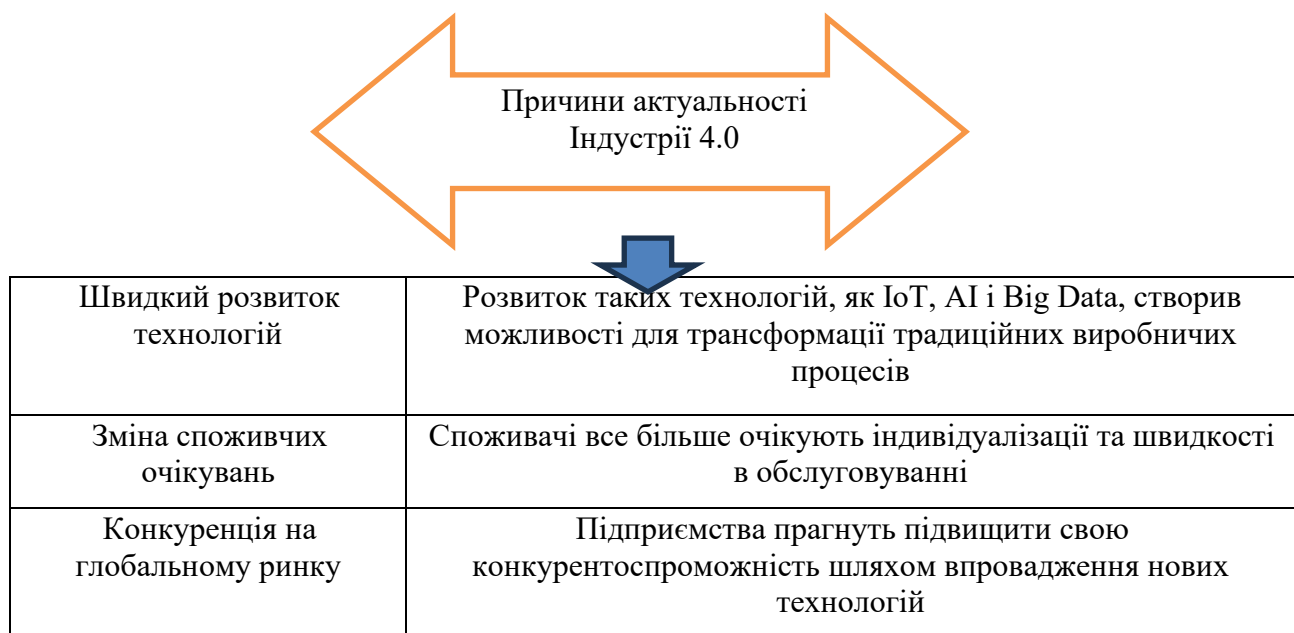 Причини актуальності
Індустрії 4.0
Швидкий розвиток
технологій
Розвиток таких технологій, як IoT, AI і Big Data, створив
можливості для трансформації традиційних виробничих
процесів
Зміна споживчих
очікувань
Споживачі все більше очікують індивідуалізації та швидкості
в обслуговуванні
Конкуренція на
глобальному ринку
Підприємства прагнуть підвищити свою
конкурентоспроможність шляхом впровадження нових
технологій